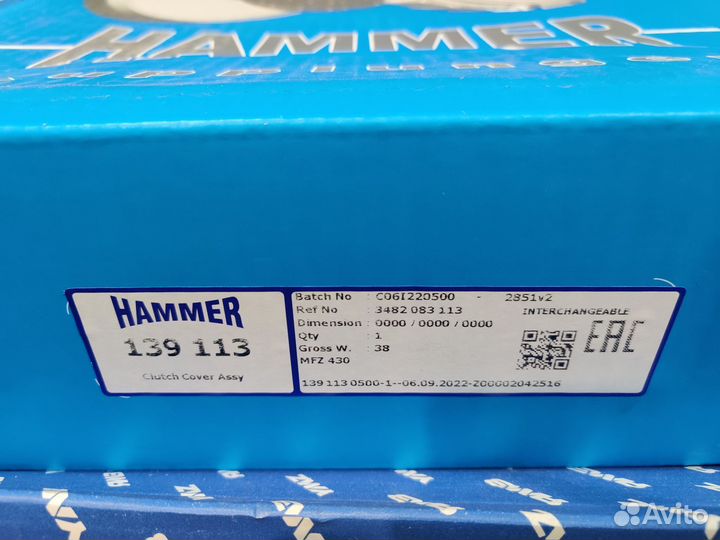 HAMMER
HAMMER
139 113
Clutch Cover Assy
Batch No : C06I220500 - 2851v2
Ref No : 3482 083 113
Dimension : 0000 / 0000 / 0000
Qty : 1
Gross W. : 38
MFZ 430
INTERCHANGEABLE
EAC
139 113 0500-1--06.09.2022-Z00002042516
Avito